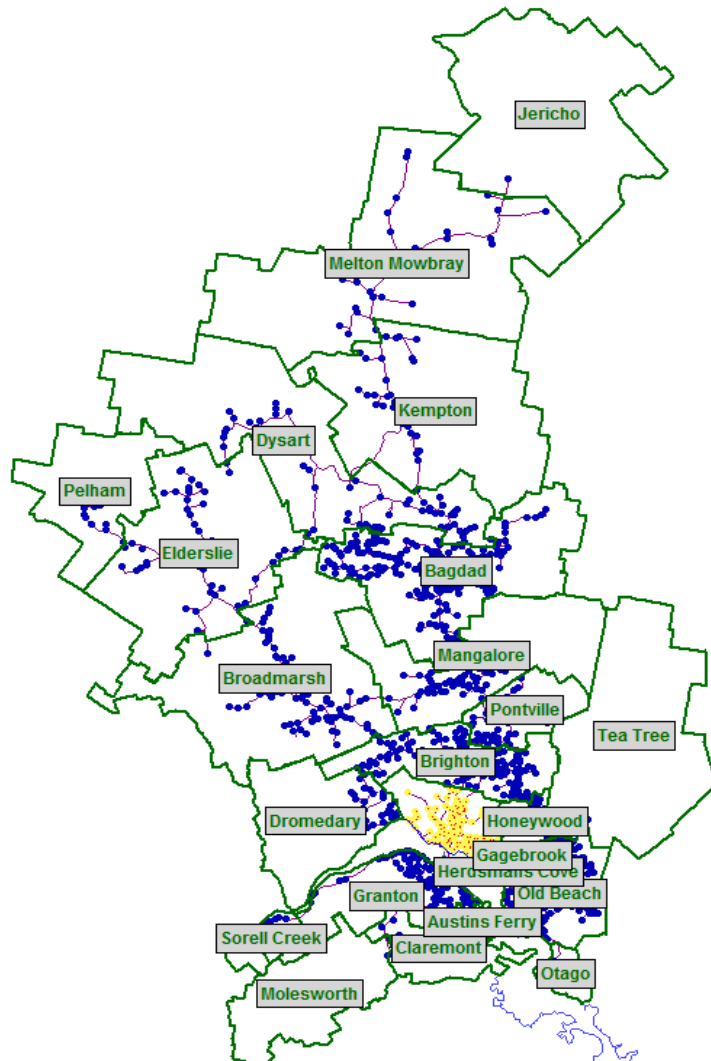 Jericho
Melton Mowbray
Kempton
Dysart
Pelham
Elderslie
Bagdad
Mangalore
Broadmarsh
Pontville
Tea Tree
Brighton
Dromedary
Honeywood
Gagebrook
Herdsmans Cove
Granton
Old Beach
Austins Ferry
Sorell Creek
Claremont
Otago
Molesworth